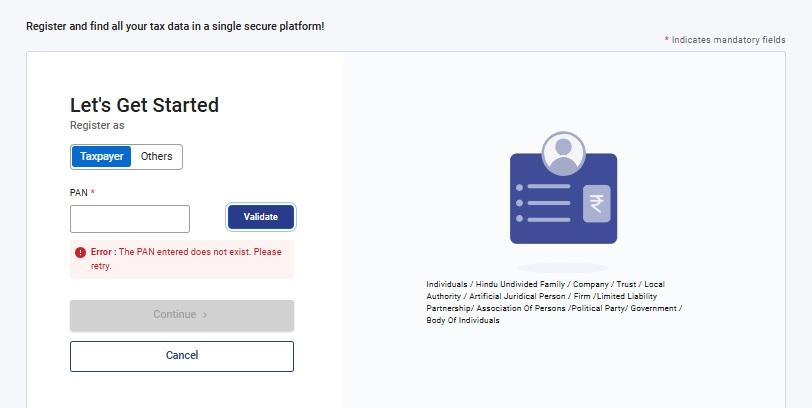 Register and find all your tax data in a single secure platform!
* Indicates mandatory fields
Let's Get Started
Register as
Taxpayer Others
PAN *
Validate
Error : The PAN entered does not exist. Please
retry.
Continue ›
Cancel
₹
Individuals / Hindu Undivided Family / Company / Trust / Local
Authority / Artificial Juridical Person / Firm /Limited Liability
Partnership/ Association Of Persons /Political Party/ Government /
Body Of Individuals